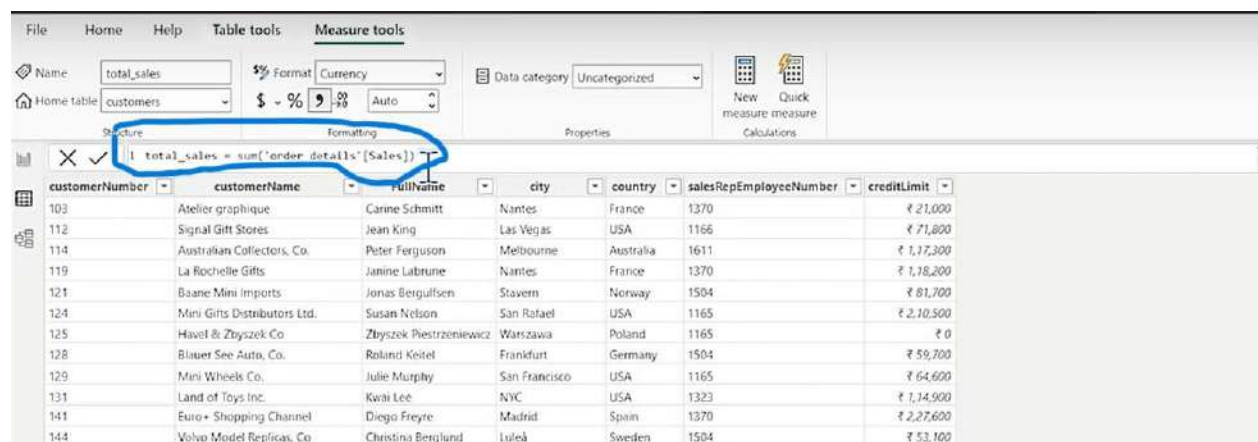 File Home Help Table tools Measure tools
Name total_sales $% Format Currency Data category Uncategorized New measure Quick measure
Home table customers $ % 9 .00 Auto
Structure Formatting Properties Calculations
1 total_sales = sum('order details'[Sales])
customerNumber customerName FullName city country salesRepEmployeeNumber creditLimit
103 Atelier graphique Carine Schmitt Nantes France 1370 ₹ 21,000
112 Signal Gift Stores Jean King Las Vegas USA 1166 ₹ 71,800
114 Australian Collectors, Co. Peter Ferguson Melbourne Australia 1611 ₹ 1,17,300
119 La Rochelle Gifts Janine Labrune Nantes France 1370 ₹ 1,18,200
121 Baane Mini Imports Jonas Bergulfsen Stavern Norway 1504 ₹ 81,700
124 Mini Gifts Distributors Ltd. Susan Nelson San Rafael USA 1165 ₹ 2,10,500
125 Havel & Zbyszek Co Zbyszek Piestrzeniewicz Warszawa Poland 1165 ₹ 0
128 Blauer See Auto, Co. Roland Keitel Frankfurt Germany 1504 ₹ 59,700
129 Mini Wheels Co. Julie Murphy San Francisco USA 1165 ₹ 64,600
131 Land of Toys Inc. Kwai Lee NYC USA 1323 ₹ 1,14,900
141 Euro+ Shopping Channel Diego Freyre Madrid Spain 1370 ₹ 2,27,600
144 Volvo Model Replicas, Co Christina Berglund Luleå Sweden 1504 ₹ 53,100